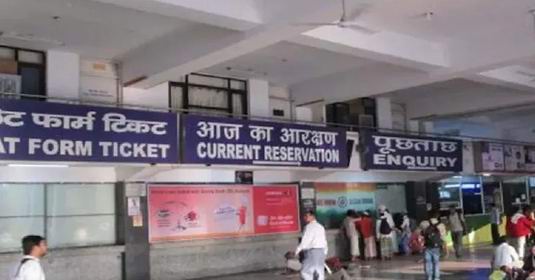 ेट फार्म टिकट
AT FORM TICKET
आज का आरक्षण
CURRENT RESERVATION
पूछताछ
ENQUIRY